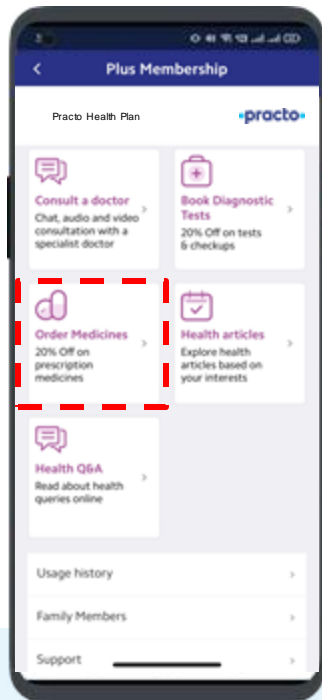 Plus Membership
Practo Health Plan
practo
Consult a doctor
Chat, audio and video
consultation with a
specialist doctor
Book Diagnostic
Tests
20% Off on tests
& checkups
Order Medicines
20% Off on
prescription
medicines
Health articles
Explore health
articles based on
your interests
Health Q&A
Read about health
queries online
Usage history
Family Members
Support